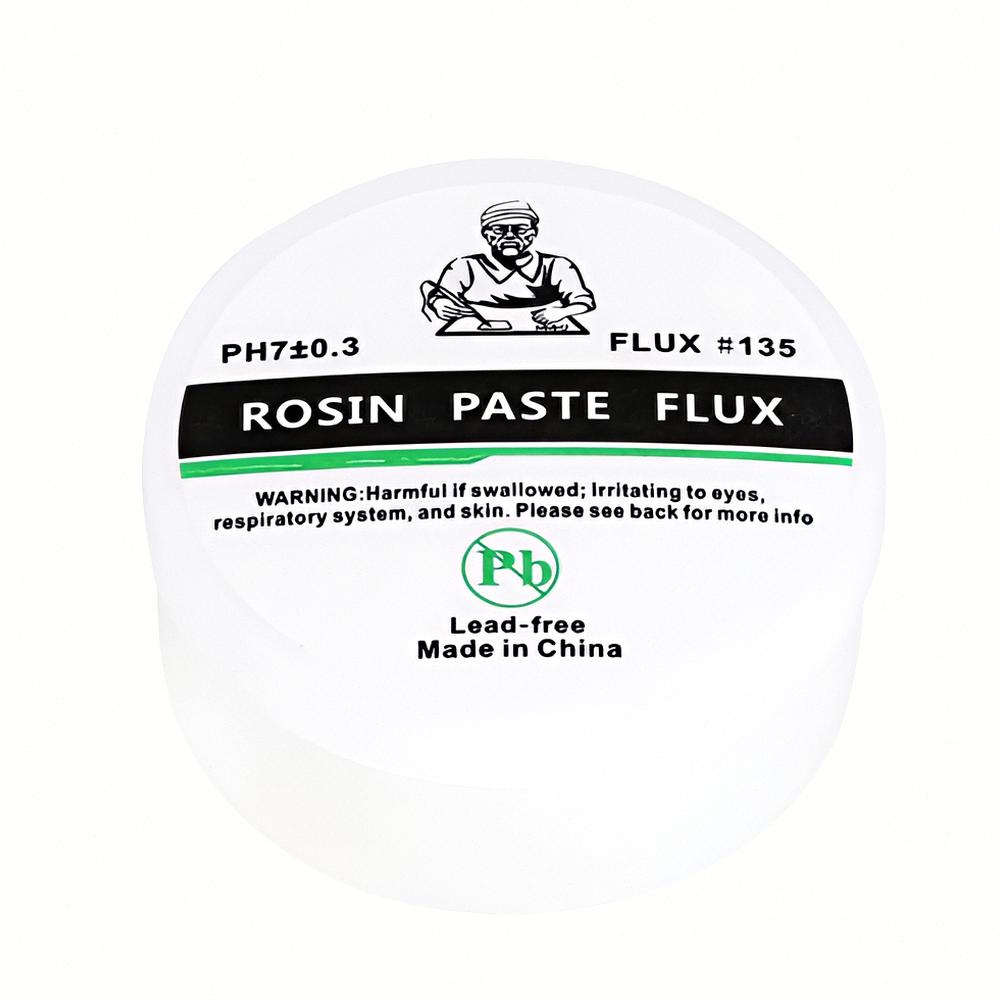 PH7±0.3
FLUX #135
ROSIN PASTE FLUX
WARNING:Harmful if swallowed; Irritating to eyes,
respiratory system, and skin. Please see back for more info
Pb
Lead-free
Made in China